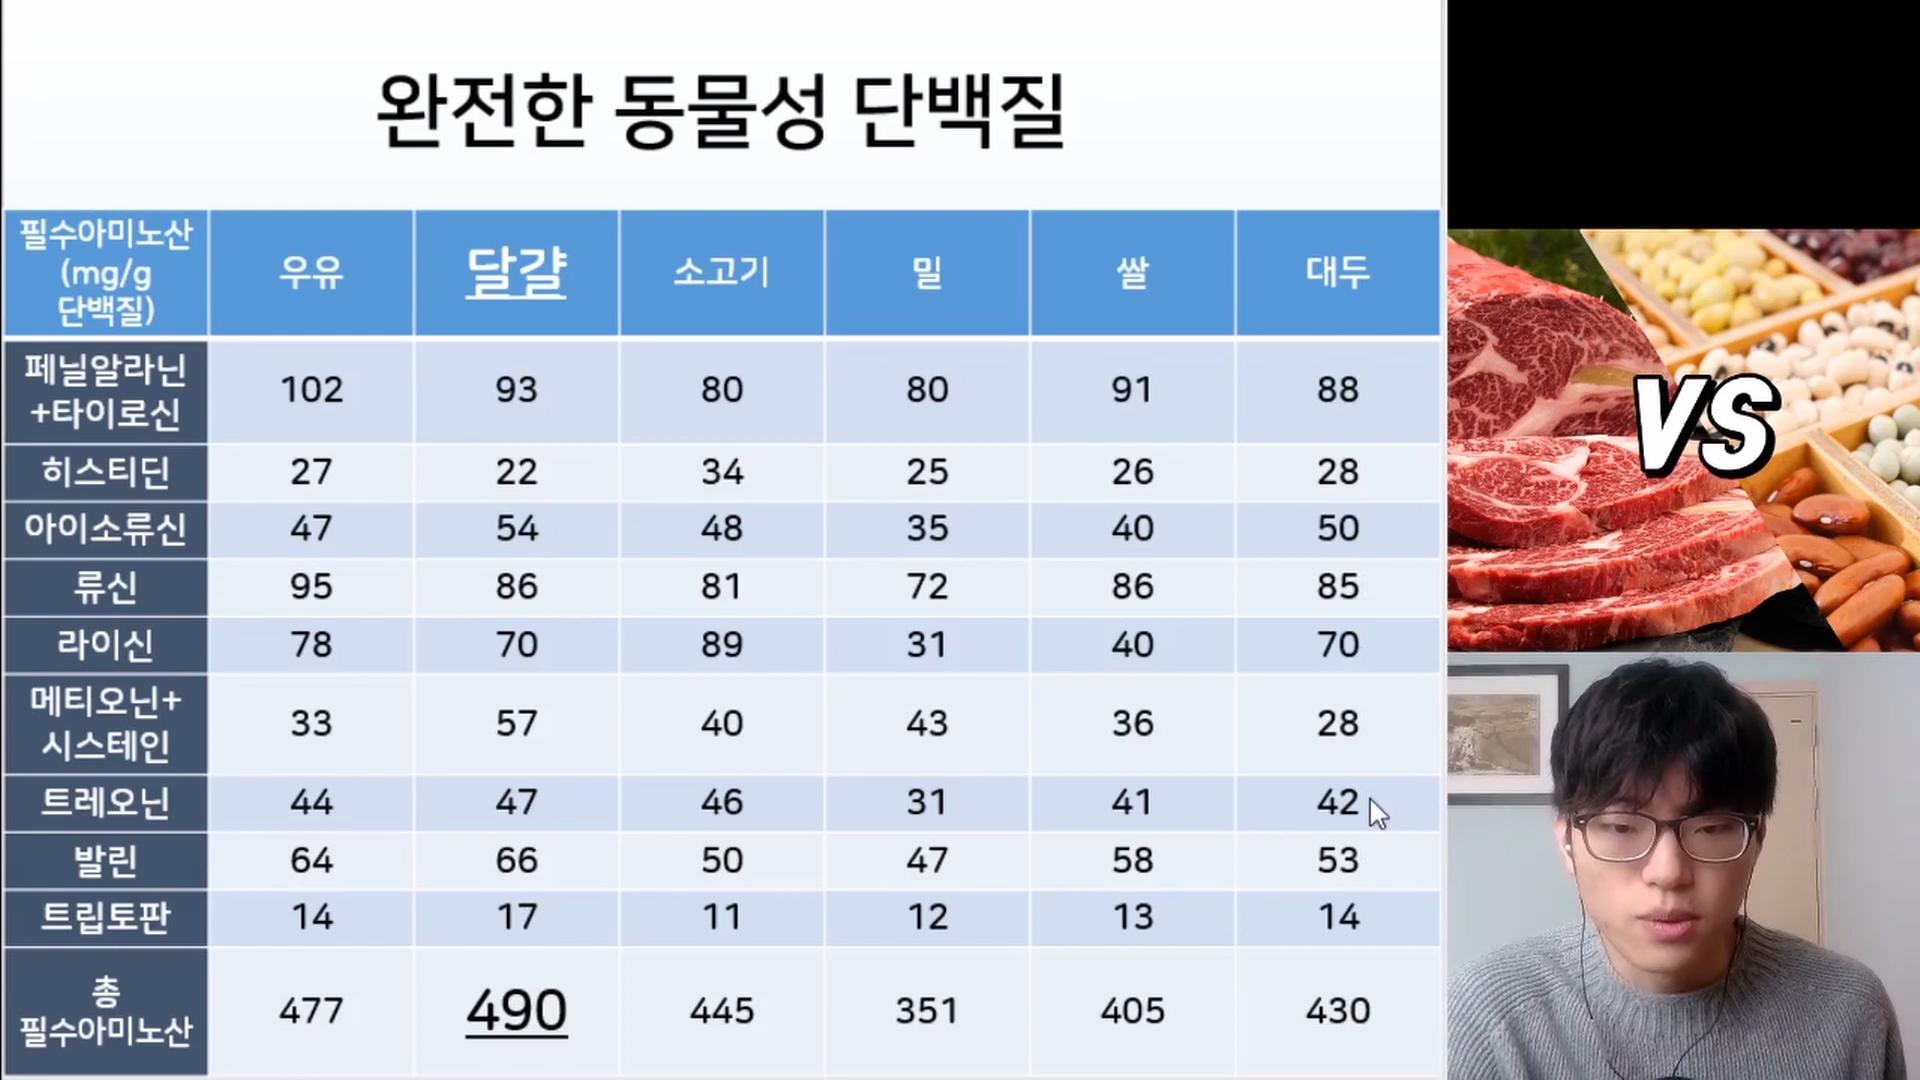 완전한 동물성 단백질
필수아미노산
(mg/g
단백질)
우유
달걀
소고기
밀
쌀
대두
페닐알라닌
+타이로신
102
93
80
80
91
88
히스티딘
27
22
34
25
26
28
아이소류신
47
54
48
35
40
50
류신
95
86
81
72
86
85
라이신
78
70
89
31
40
70
메티오닌+
시스테인
33
57
40
43
36
28
트레오닌
44
47
46
31
41
42
발린
64
66
50
47
58
53
트립토판
14
17
11
12
13
14
총
필수아미노산
477
490
445
351
405
430
VS